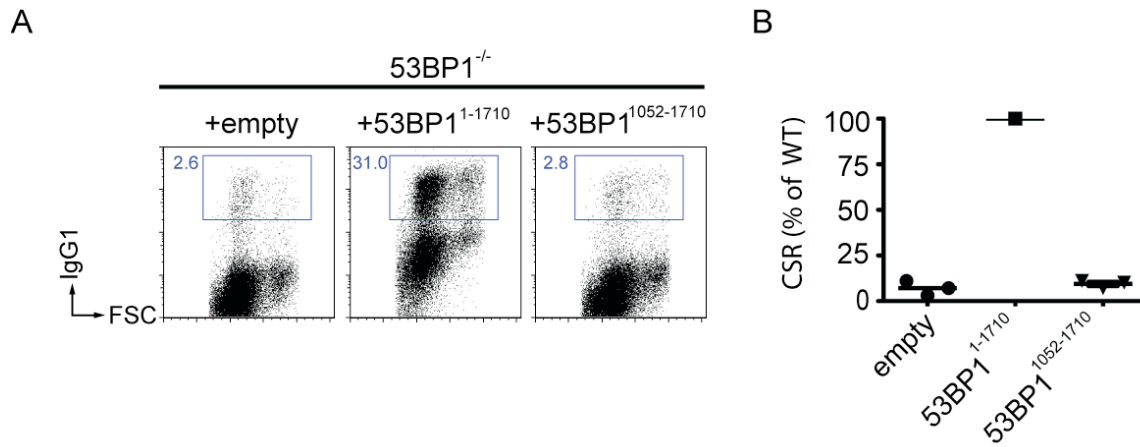 A
53BP1-/-
+empty
+53BP11-1710
+53BP11052-1710
2.6
31.0
2.8
IgG1
FSC
B
CSR (% of WT)
100
75
50
25
0
empty
53BP11-1710
53BP11052-1710